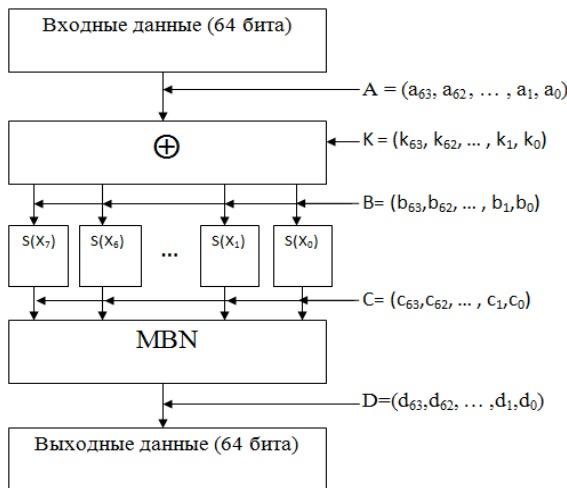 Входные данные (64 бита)
A = (a₆₃, a₆₂, … , a₁, a₀)
⊕
K = (k₆₃, k₆₂, ... , k₁, k₀)
B= (b₆₃,b₆₂, ... , b₁,b₀)
S(X₇) S(X₆) ... S(X₁) S(X₀)
C= (c₆₃,c₆₂, ... , c₁,c₀)
MBN
D=(d₆₃,d₆₂, … ,d₁,d₀)
Выходные данные (64 бита)